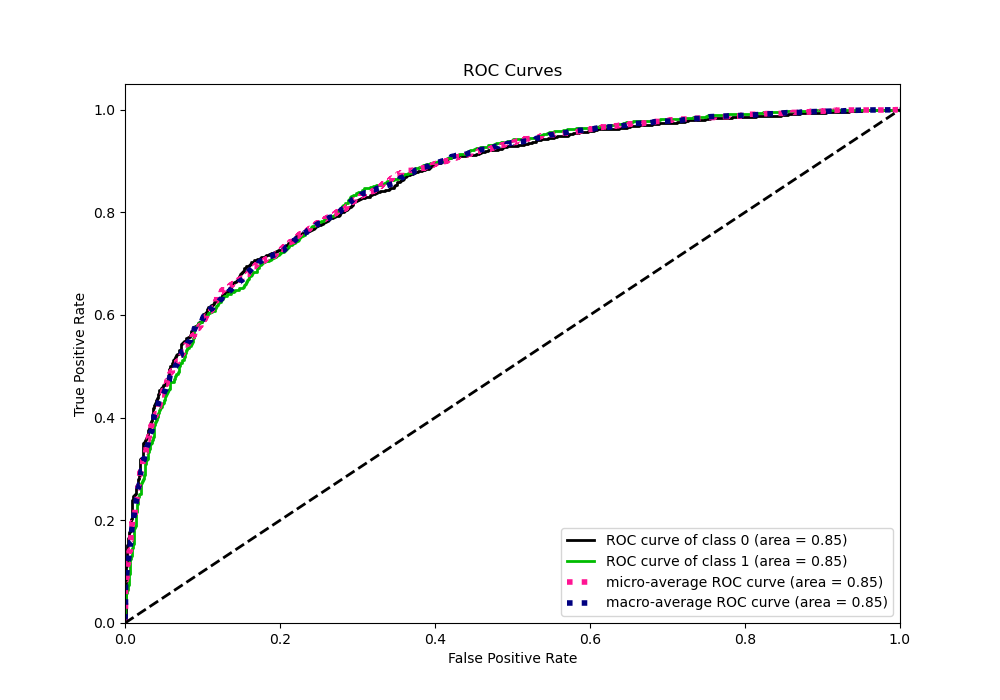 ROC Curves
True Positive Rate
1.0
0.8
0.6
0.4
0.2
0.0
0.0 0.2 0.4 0.6 0.8 1.0
False Positive Rate
ROC curve of class 0 (area = 0.85)
ROC curve of class 1 (area = 0.85)
micro-average ROC curve (area = 0.85)
macro-average ROC curve (area = 0.85)